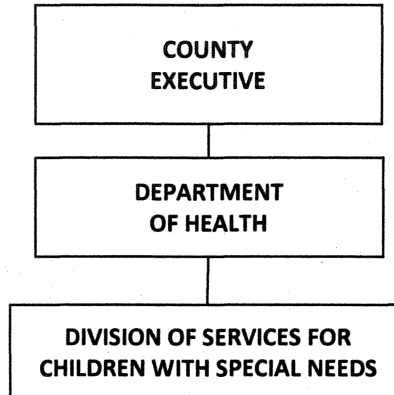 COUNTY
EXECUTIVE
DEPARTMENT
OF HEALTH
DIVISION OF SERVICES FOR
CHILDREN WITH SPECIAL NEEDS